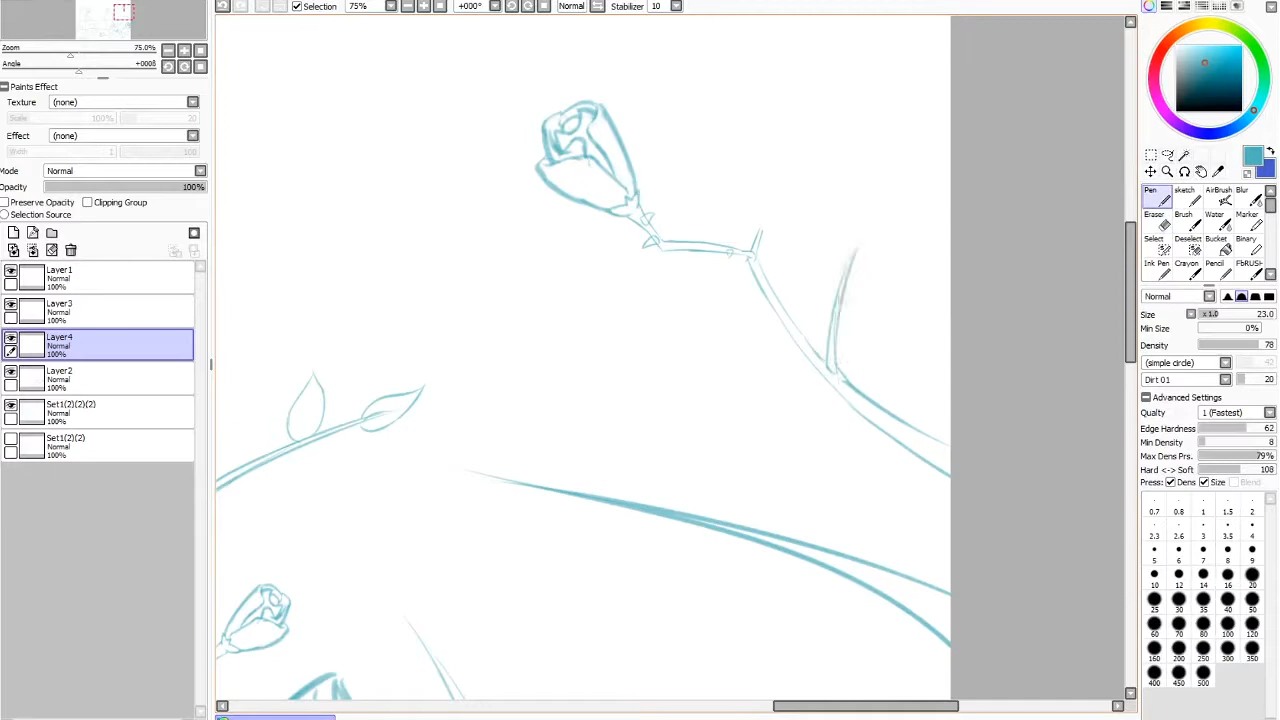 Selection 75% +000° Normal Stabilizer 10
Zoom 75.0%
Angle +000°
Paints Effect
Texture (none)
Scale 100% 20
Effect (none)
Width 1 100
Mode Normal
Opacity 100%
Preserve Opacity Clipping Group
Selection Source
Layer1
Normal
100%
Layer3
Normal
100%
Layer4
Normal
100%
Layer2
Normal
100%
Set1(2)(2)(2)
Normal
100%
Set1(2)(2)
Normal
100%
Pen sketch AirBrush Blur
Eraser Brush Water Marker
Select Deselect Bucket Binary
Ink Pen Crayon Pencil FbRUSH
Normal
Size x 1.0 23.0
Min Size 0%
Density 78
(simple circle)
Dirt 01 20
Advanced Settings
Quality 1 (Fastest)
Edge Hardness 62
Min Density 8
Max Dens Prs. 79%
Hard <-> Soft 108
Press: Dens Size Blend
0.7 0.8 1 1.5 2
2.3 2.6 3 3.5 4
5 6 7 8 9
10 12 14 16 20
25 30 35 40 50
60 70 80 100 120
160 200 250 300 350
400 450 500